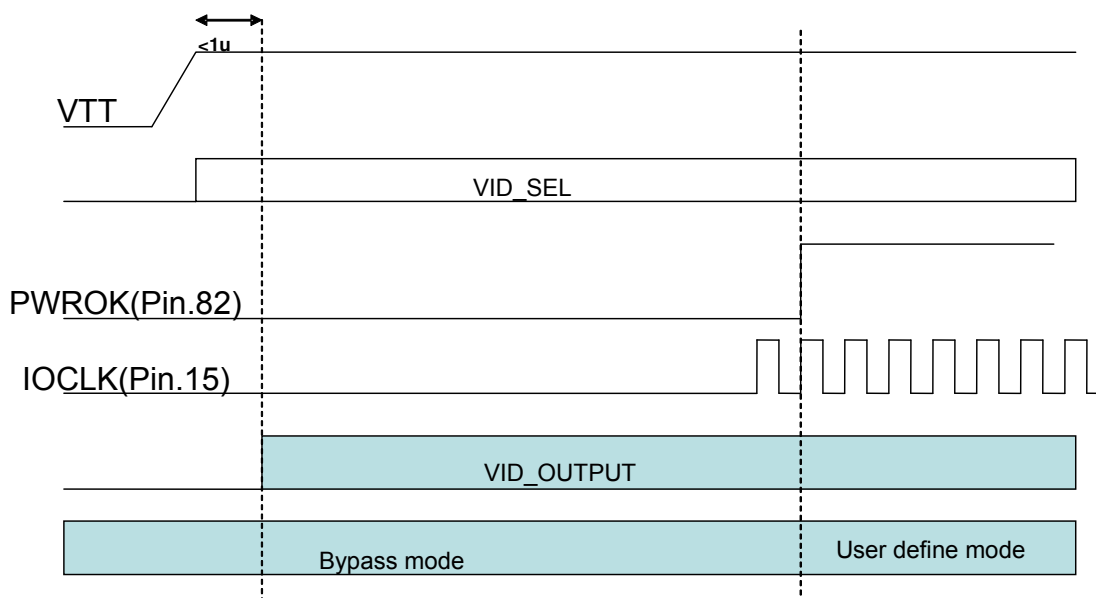 <1u
VTT
VID_SEL
PWROK(Pin.82)
IOCLK(Pin.15)
VID_OUTPUT
Bypass mode
User define mode